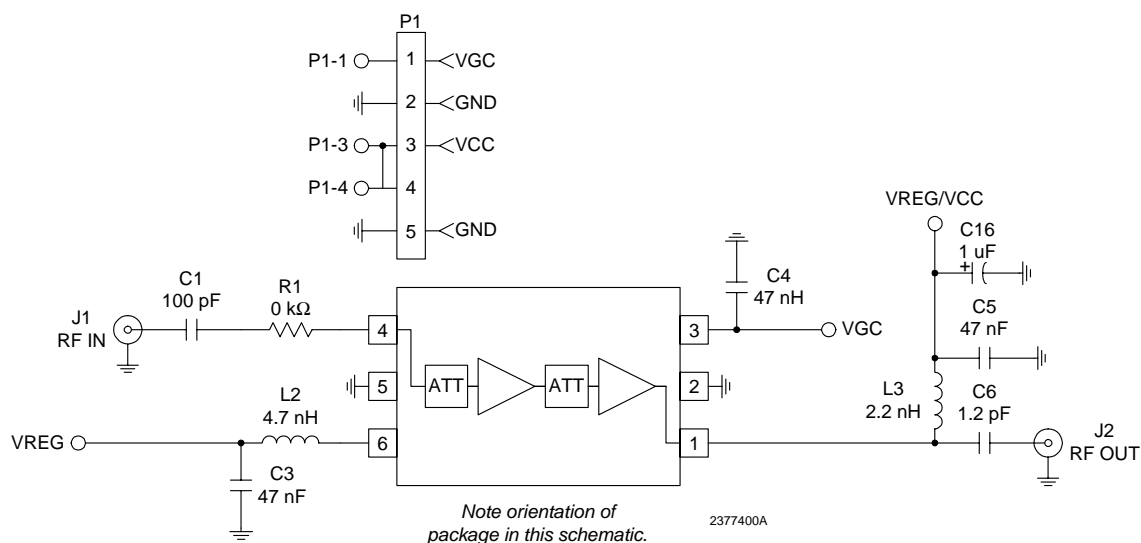 P1
P1-1
1
VGC
2
GND
P1-3
3
VCC
P1-4
4
5
GND
VREG/VCC
C16
1 uF
+
C4
47 nH
C5
47 nF
C1
100 pF
R1
0 kΩ
J1
RF IN
4
3
VGC
5
ATT
ATT
2
L2
4.7 nH
L3
2.2 nH
C6
1.2 pF
VREG
6
1
J2
RF OUT
C3
47 nF
Note orientation of
package in this schematic.
2377400A